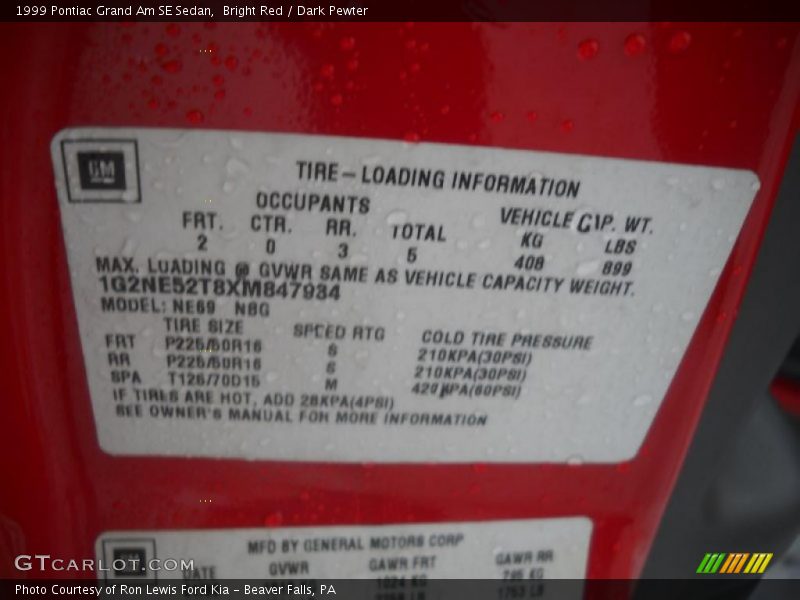 1999 Pontiac Grand Am SE Sedan,  Bright Red / Dark Pewter
GM
TIRE-LOADING INFORMATION
OCCUPANTS VEHICLE CAP. WT.
FRT. CTR. RR. TOTAL KG LBS
2 0 3 5 408 899
MAX. LOADING @ GVWR SAME AS VEHICLE CAPACITY WEIGHT.
1G2NE52T8XM847934
MODEL: NE69 NBG
TIRE SIZE SPCED RTG COLD TIRE PRESSURE
FRT P225/60R16 S 210KPA(30PSI)
RR P225/60R16 S 210KPA(30PSI)
SPA T125/70D15 M 420KPA(60PSI)
IF TIRES ARE HOT, ADD 28KPA(4PSI)
SEE OWNER'S MANUAL FOR MORE INFORMATION
GM
MFD BY GENERAL MOTORS CORP
DATE GVWR GAWR FRT GAWR RR
GTCarlot.com
Photo Courtesy of Ron Lewis Ford Kia - Beaver Falls, PA